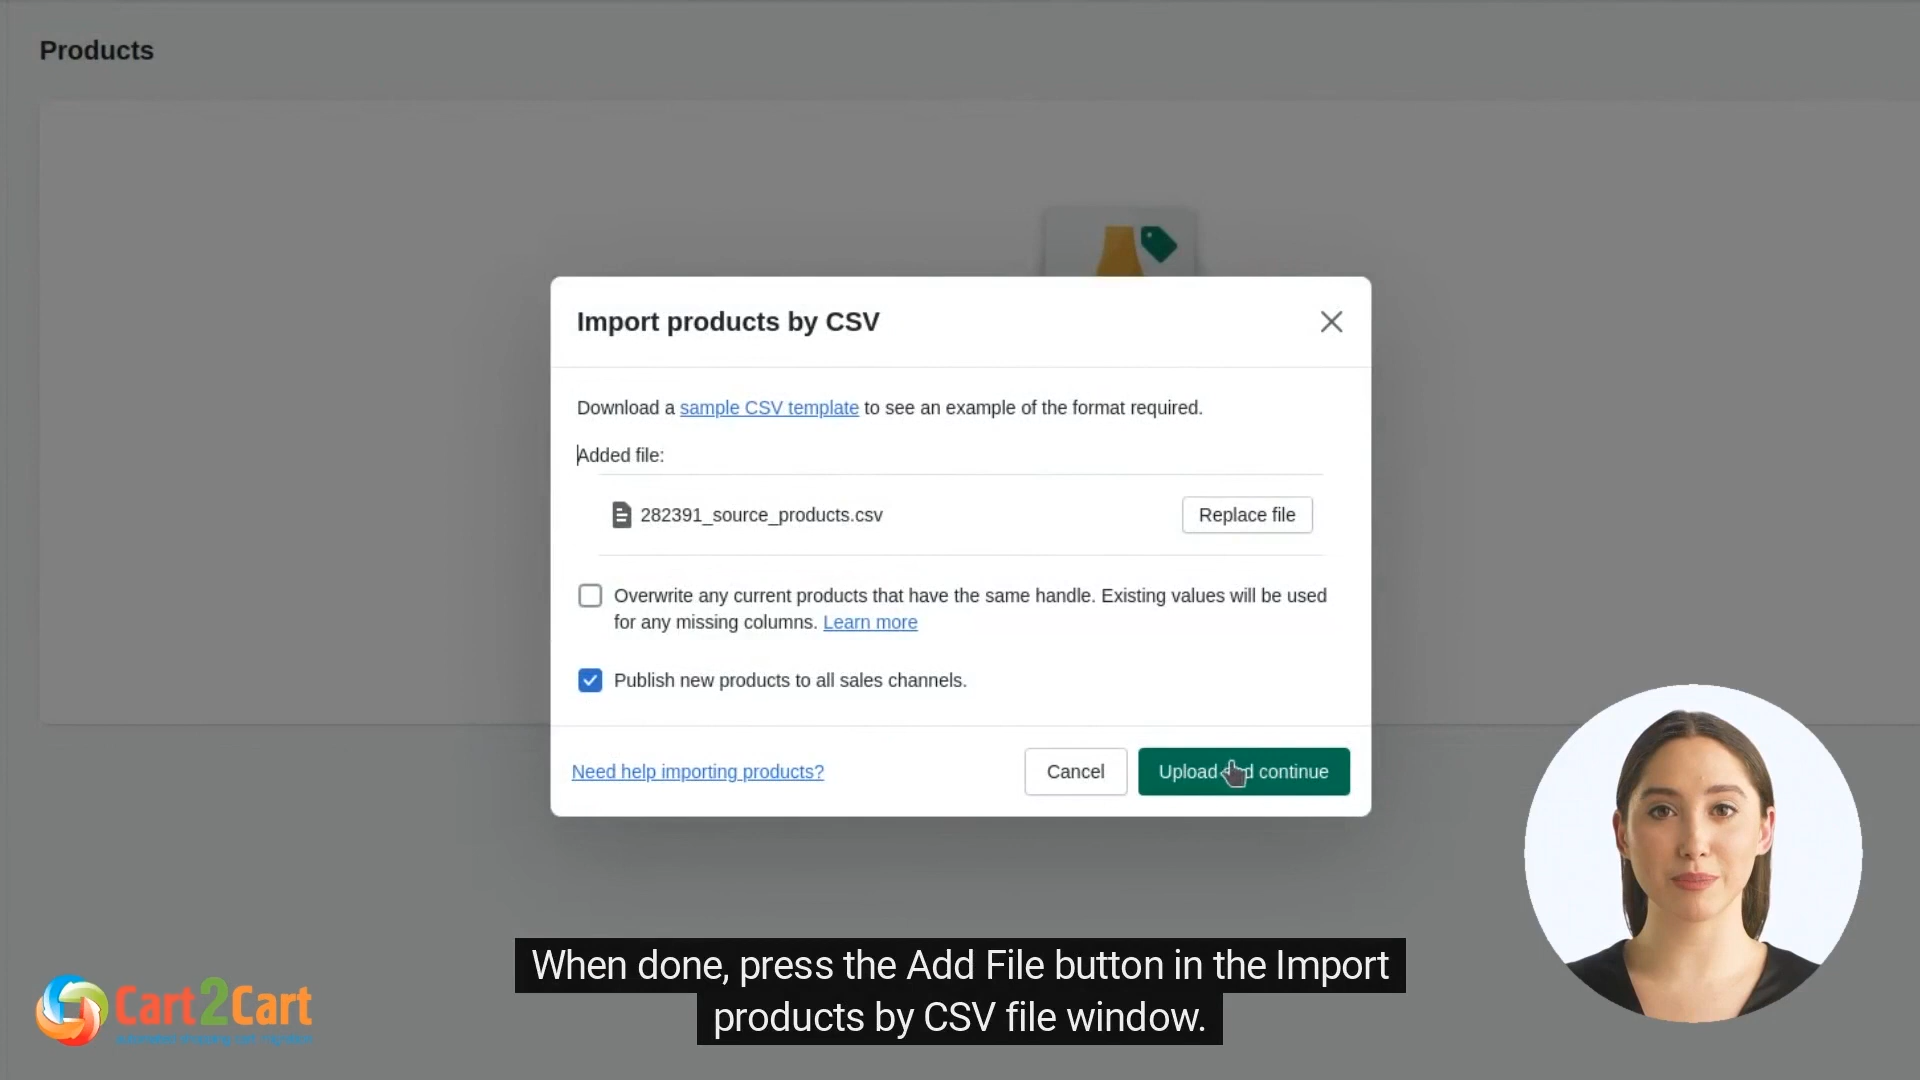 Products
Import products by CSV
Download a sample CSV template to see an example of the format required.
Added file:
282391_source_products.csv
Replace file
Overwrite any current products that have the same handle. Existing values will be used
for any missing columns. Learn more
Publish new products to all sales channels.
Need help importing products?
Cancel
Upload and continue
When done, press the Add File button in the Import
products by CSV file window.
Cart2Cart